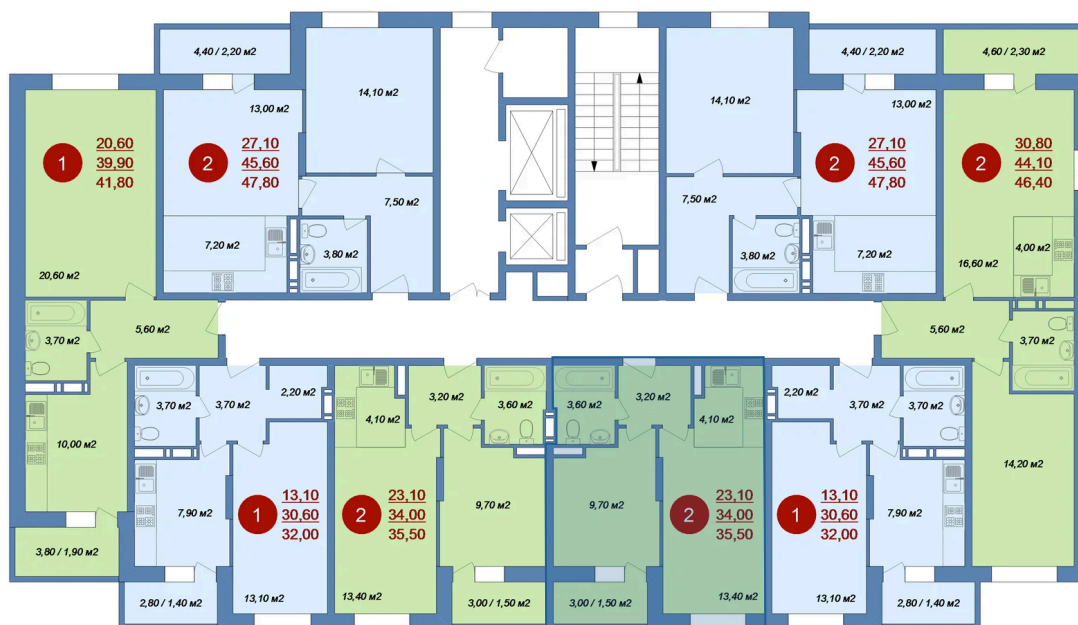 4,40 / 2,20 м2
14,10 м2
13,00 м2
1
20,60
39,90
41,80
2
27,10
45,60
47,80
7,50 м2
7,20 м2
3,80 м2
20,60 м2
14,10 м2
4,40 / 2,20 м2
4,60 / 2,30 м2
13,00 м2
2
27,10
45,60
47,80
2
30,80
44,10
46,40
7,50 м2
3,80 м2
7,20 м2
4,00 м2
16,60 м2
3,70 м2
5,60 м2
10,00 м2
3,80 / 1,90 м2
3,70 м2
3,70 м2
2,20 м2
7,90 м2
1
13,10
30,60
32,00
13,10 м2
2,80 / 1,40 м2
4,10 м2
3,20 м2
3,60 м2
2
23,10
34,00
35,50
9,70 м2
13,40 м2
3,00 / 1,50 м2
3,60 м2
3,20 м2
4,10 м2
9,70 м2
2
23,10
34,00
35,50
3,00 / 1,50 м2
13,40 м2
2,20 м2
3,70 м2
3,70 м2
1
13,10
30,60
32,00
7,90 м2
13,10 м2
2,80 / 1,40 м2
5,60 м2
3,70 м2
14,20 м2